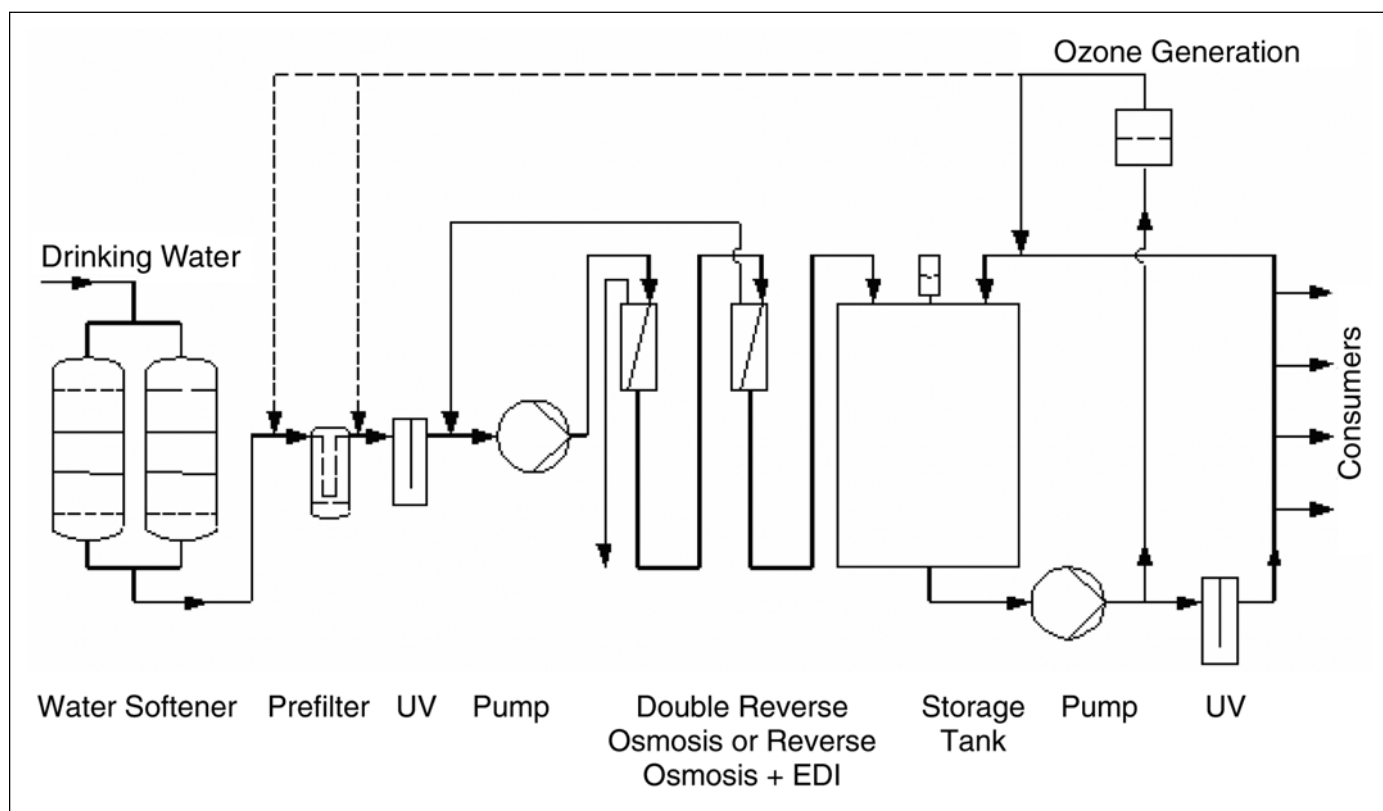 Ozone Generation
Drinking Water
Consumers
Water Softener
Prefilter
UV
Pump
Double Reverse
Osmosis or Reverse
Osmosis + EDI
Storage
Tank
Pump
UV